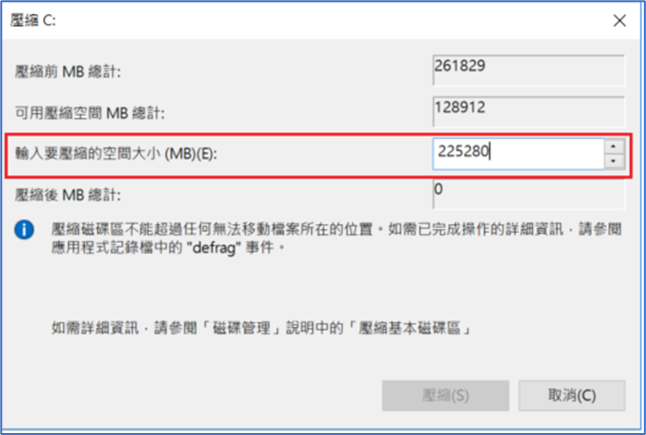 壓縮 C:
壓縮前 MB 總計:
261829
可用壓縮空間 MB 總計:
128912
輸入要壓縮的空間大小 (MB)(E):
225280
壓縮後 MB 總計:
0
壓縮磁碟區不能超過任何無法移動檔案所在的位置。如需已完成操作的詳細資訊，請參閱
應用程式記錄檔中的 "defrag" 事件。
如需詳細資訊，請參閱「磁碟管理」說明中的「壓縮基本磁碟區」
壓縮(S)
取消(C)